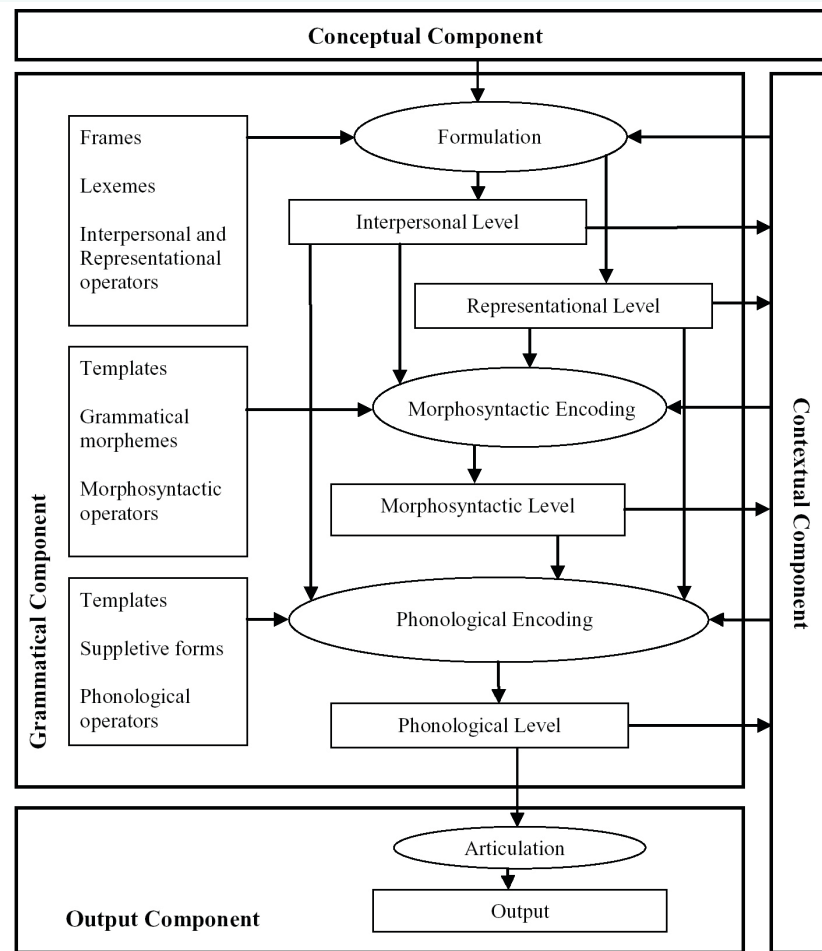 Conceptual Component
Formulation
Frames
Lexemes
Interpersonal and
Representational
operators
Interpersonal Level
Representational Level
Templates
Grammatical
morphemes
Morphosyntactic
operators
Morphosyntactic Encoding
Morphosyntactic Level
Templates
Suppletive forms
Phonological
operators
Phonological Encoding
Phonological Level
Grammatical Component
Contextual Component
Articulation
Output
Output Component